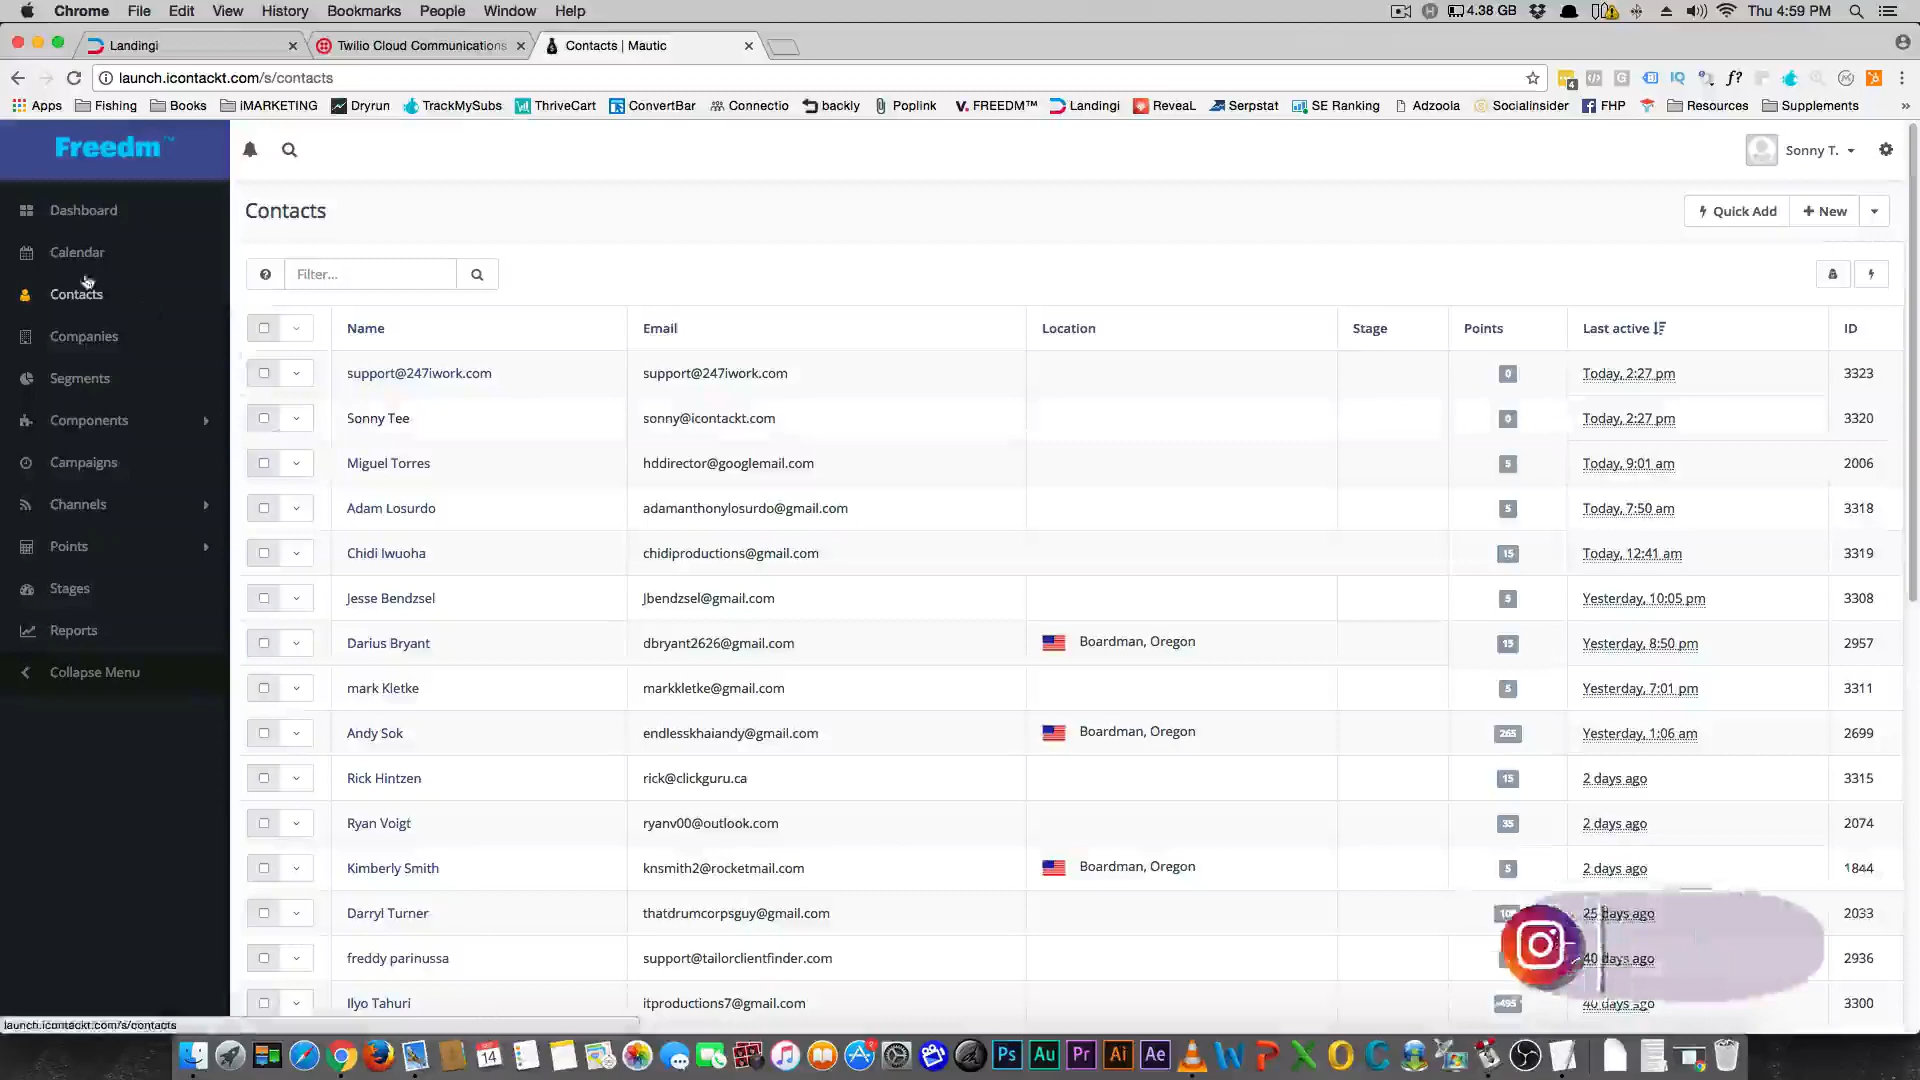 Chrome File Edit View History Bookmarks People Window Help 4.38 GB Thu 4:59 PM
Landingi Twilio Cloud Communications Contacts | Mautic
launch.icontackt.com/s/contacts
Apps Fishing Books iMARKETING Dryrun TrackMySubs ThriveCart ConvertBar Connectio backly Poplink V. FREEDM™ Landingi ReveaL Serpstat SE Ranking Adzoola Socialinsider FHP Resources Supplements »
Freedm™
Sonny T.
Dashboard
Calendar
Contacts
Companies
Segments
Components
Campaigns
Channels
Points
Stages
Reports
Collapse Menu
Contacts
Quick Add + New
Filter...
Name Email Location Stage Points Last active ID
support@247iwork.com support@247iwork.com 0 Today, 2:27 pm 3323
Sonny Tee sonny@icontackt.com 0 Today, 2:27 pm 3320
Miguel Torres hddirector@googlemail.com 5 Today, 9:01 am 2006
Adam Losurdo adamanthonylosurdo@gmail.com 5 Today, 7:50 am 3318
Chidi Iwuoha chidiproductions@gmail.com 15 Today, 12:41 am 3319
Jesse Bendzsel Jbendzsel@gmail.com 5 Yesterday, 10:05 pm 3308
Darius Bryant dbryant2626@gmail.com Boardman, Oregon 15 Yesterday, 8:50 pm 2957
mark Kletke markkletke@gmail.com 5 Yesterday, 7:01 pm 3311
Andy Sok endlesskhaiandy@gmail.com Boardman, Oregon 265 Yesterday, 1:06 am 2699
Rick Hintzen rick@clickguru.ca 15 2 days ago 3315
Ryan Voigt ryanv00@outlook.com 35 2 days ago 2074
Kimberly Smith knsmith2@rocketmail.com Boardman, Oregon 5 2 days ago 1844
Darryl Turner thatdrumcorpsguy@gmail.com 25 days ago 2033
freddy parinussa support@tailorclientfinder.com 40 days ago 2936
Ilyo Tahuri itproductions7@gmail.com 495 40 days ago 3300
launch.icontackt.com/s/contacts
14 Ps Au Pr Ai Ae